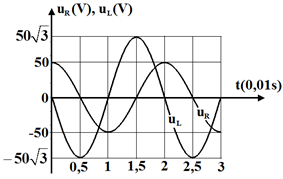 u_R(V), u_L(V)
50√3
50
t(0,01s)
0
u_L
u_R
-50
-50√3
0,5 1 1,5 2 2,5 3